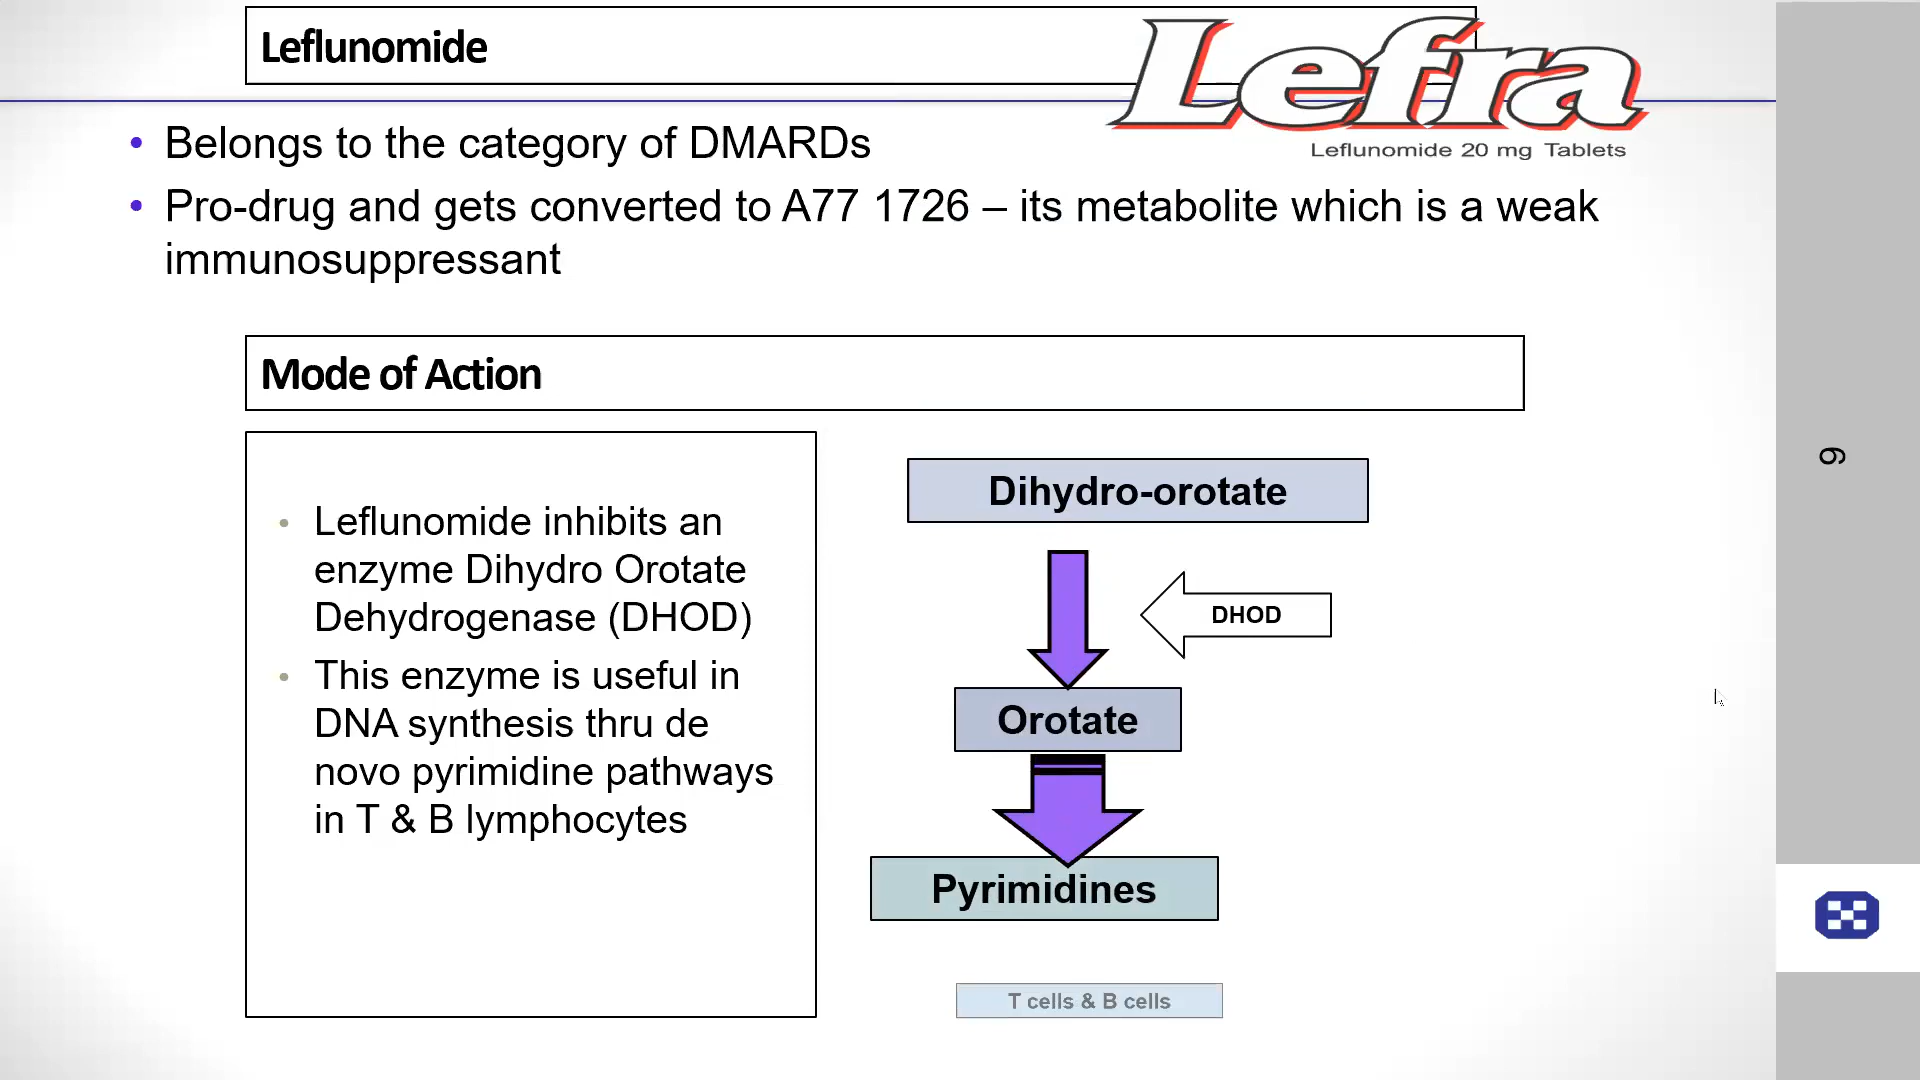 Leflunomide
Lefra
Leflunomide 20 mg Tablets
• Belongs to the category of DMARDs
• Pro-drug and gets converted to A77 1726 – its metabolite which is a weak
immunosuppressant
Mode of Action
• Leflunomide inhibits an
enzyme Dihydro Orotate
Dehydrogenase (DHOD)
• This enzyme is useful in
DNA synthesis thru de
novo pyrimidine pathways
in T & B lymphocytes
Dihydro-orotate
DHOD
Orotate
Pyrimidines
T cells & B cells
9